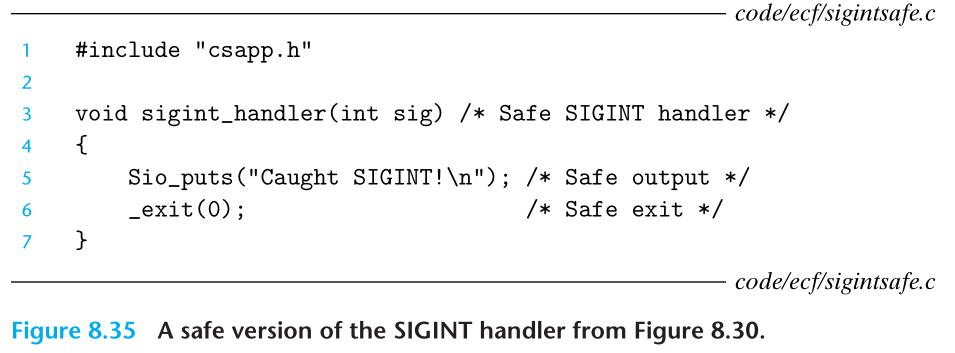 code/ecf/sigintsafe.c
1 #include "csapp.h"
2
3 void sigint_handler(int sig) /* Safe SIGINT handler */
4 {
5 Sio_puts("Caught SIGINT!\n"); /* Safe output */
6 _exit(0); /* Safe exit */
7 }
code/ecf/sigintsafe.c
Figure 8.35 A safe version of the SIGINT handler from Figure 8.30.